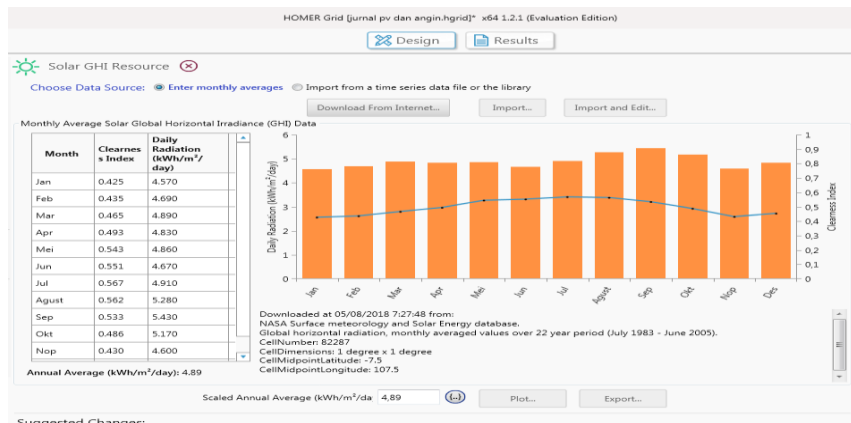 HOMER Grid [jurnal pv dan angin.hgrid]* x64 1.2.1 (Evaluation Edition)
Design Results
Solar GHI Resource
Choose Data Source: Enter monthly averages Import from a time series data file or the library
Download From Internet... Import... Import and Edit...
Monthly Average Solar Global Horizontal Irradiance (GHI) Data
Month Clearnes s Index Daily Radiation (kWh/m²/ day)
Jan 0.425 4.570
Feb 0.435 4.690
Mar 0.465 4.890
Apr 0.493 4.830
Mei 0.543 4.860
Jun 0.551 4.670
Jul 0.567 4.910
Agust 0.562 5.280
Sep 0.533 5.430
Okt 0.486 5.170
Nop 0.430 4.600
Annual Average (kWh/m²/day): 4.89
Daily Radiation (kWh/m²/day)
6
5
4
3
2
1
0
1
0,9
0,8
0,7
0,6
0,5
0,4
0,3
0,2
0,1
0
Clearness Index
Jan Feb Mar Apr Mei Jun Jul Agust Sep Okt Nop Des
Downloaded at 05/08/2018 7:27:48 from:
NASA Surface meteorology and Solar Energy database.
Global horizontal radiation, monthly averaged values over 22 year period (July 1983 - June 2005).
CellNumber: 82287
CellDimensions: 1 degree x 1 degree
CellMidpointLatitude: -7.5
CellMidpointLongitude: 107.5
Scaled Annual Average (kWh/m²/da 4,89 (..) Plot... Export...
Suggested Changes: